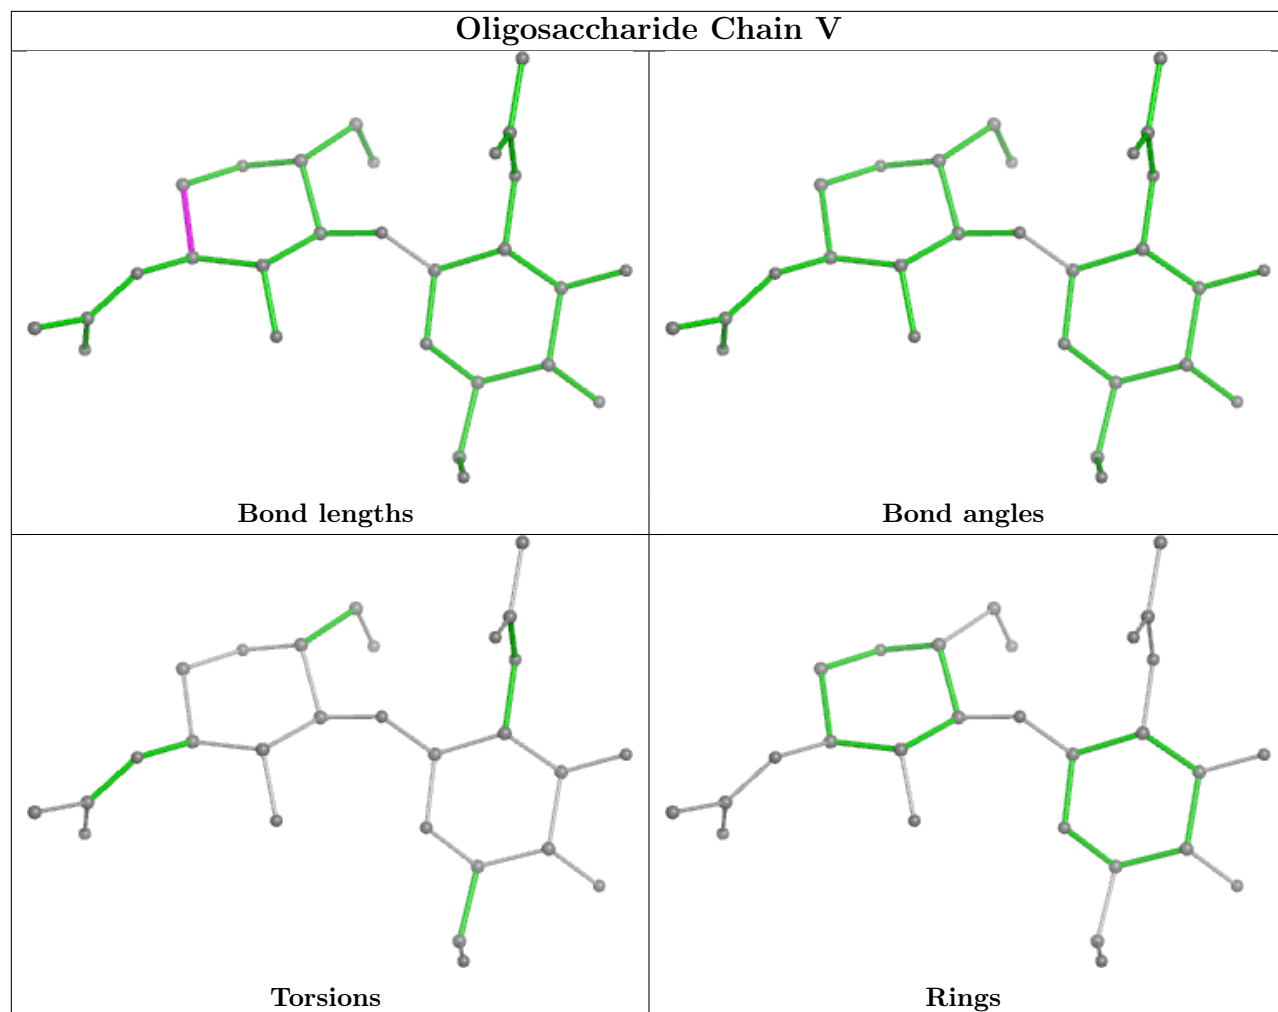 Oligosaccharide Chain V
Bond lengths
Bond angles
Torsions
Rings